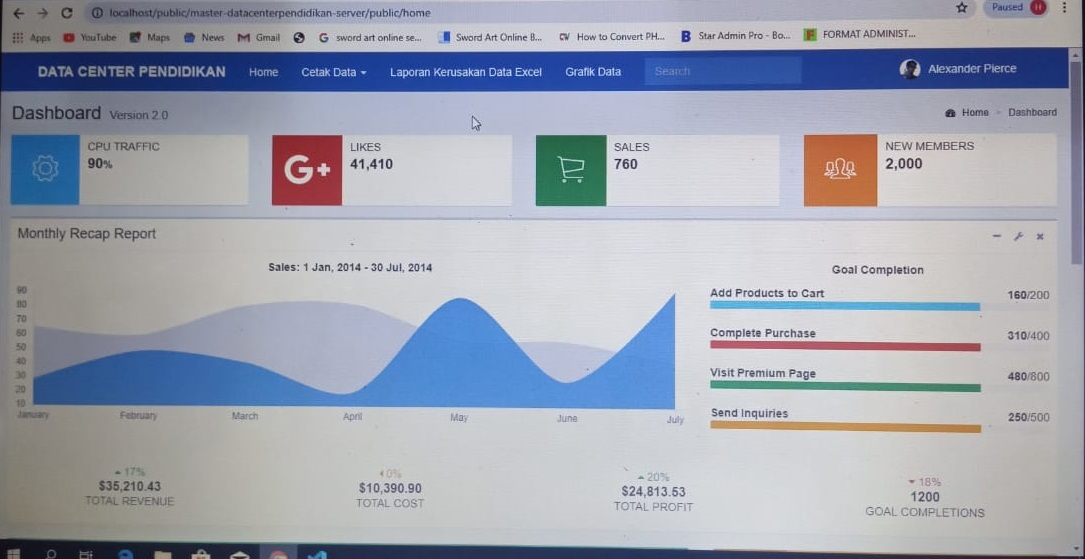 localhost/public/master-datacenterpendidikan-server/public/home
Paused H
Apps YouTube Maps News Gmail G sword art online se... Sword Art Online B... CW How to Convert PH... B Star Admin Pro - Bo... F FORMAT ADMINIST...
DATA CENTER PENDIDIKAN Home Cetak Data Laporan Kerusakan Data Excel Grafik Data Search Alexander Pierce
Dashboard Version 2.0
Home > Dashboard
CPU TRAFFIC
90%
G+
LIKES
41,410
SALES
760
NEW MEMBERS
2,000
Monthly Recap Report
Sales: 1 Jan, 2014 - 30 Jul, 2014
90
80
70
60
50
40
30
20
10
January February March April May June July
Goal Completion
Add Products to Cart 160/200
Complete Purchase 310/400
Visit Premium Page 480/800
Send Inquiries 250/500
17%
$35,210.43
TOTAL REVENUE
0%
$10,390.90
TOTAL COST
20%
$24,813.53
TOTAL PROFIT
18%
1200
GOAL COMPLETIONS